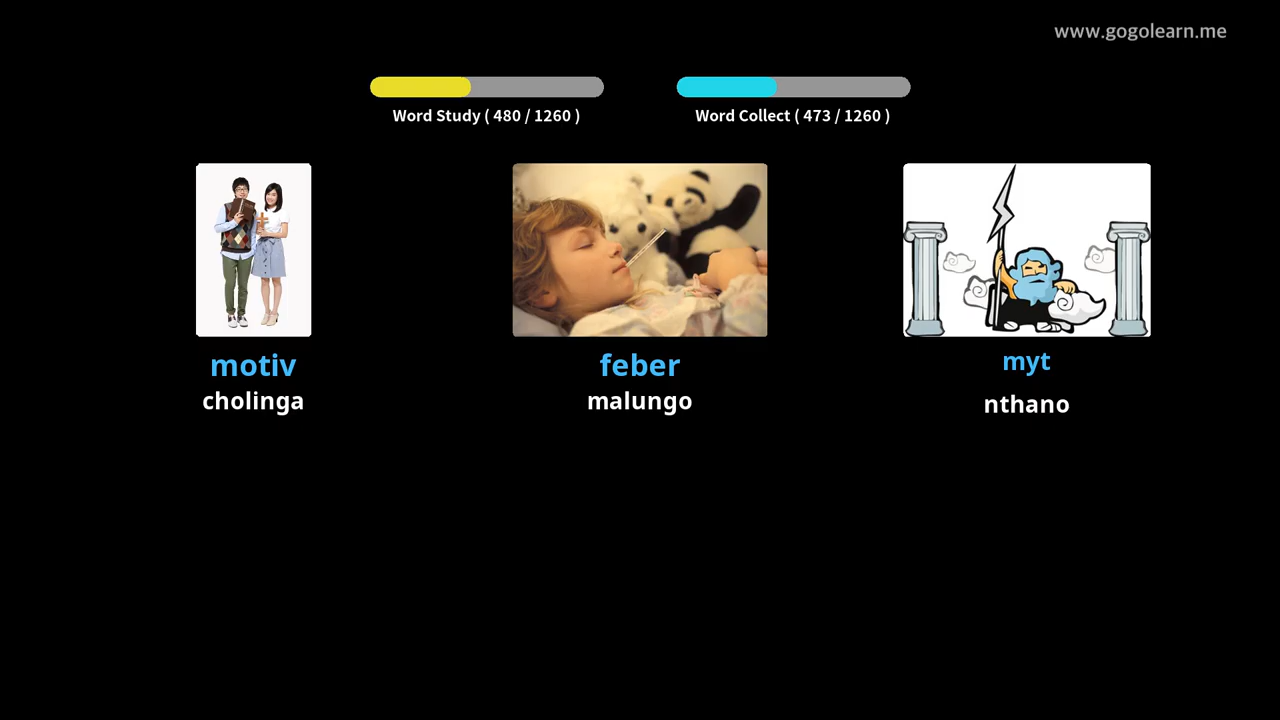 www.gogolearn.me
Word Study ( 480 / 1260 )
Word Collect ( 473 / 1260 )
motiv
cholinga
feber
malungo
myt
nthano